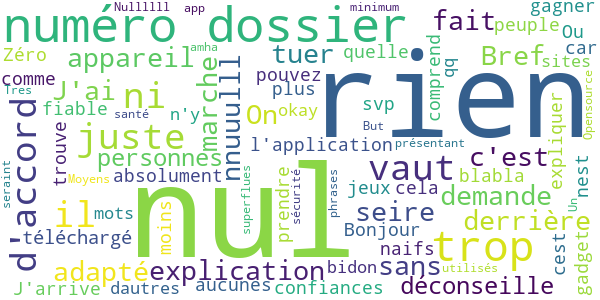 Nullllll app minimum gagner
numéro dossier fait peuple Ou
Zéro appareil amha tuer quelle Bref sites car
comme J'ai ni marche nnuuulll pouvez plus qq comprend rien
Tres fiable n'y On okay svp But Opensource
d'accord trouve juste santé l'application présentant c'est expliquer
personnes absolument vaut blabla nest
seraint Moyens nul superflues prendre sécurité phrases jeux cela demande Un
il mots moins seire derrière gadgets
téléchargé Bonjour naifs trop cest
adapté explication bidon sans utilisés
J'arrive dautres aucunes confiances déconseille